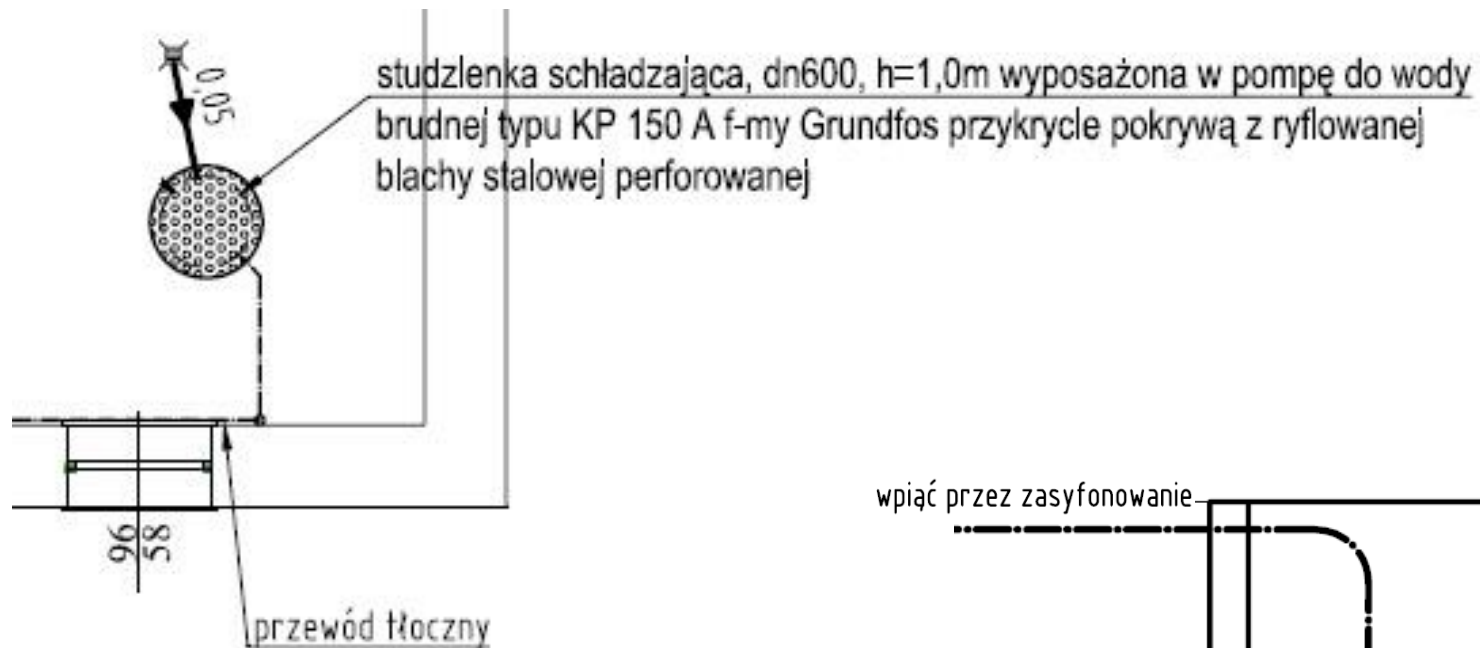 0,05
studzlenka schładzająca, dn600, h=1,0m wyposażona w pompę do wody
brudnej typu KP 150 A f-my Grundfos przykrycle pokrywą z ryflowanej
blachy stalowej perforowanej
wpiąć przez zasyfonowanie
96
58
przewód tłoczny